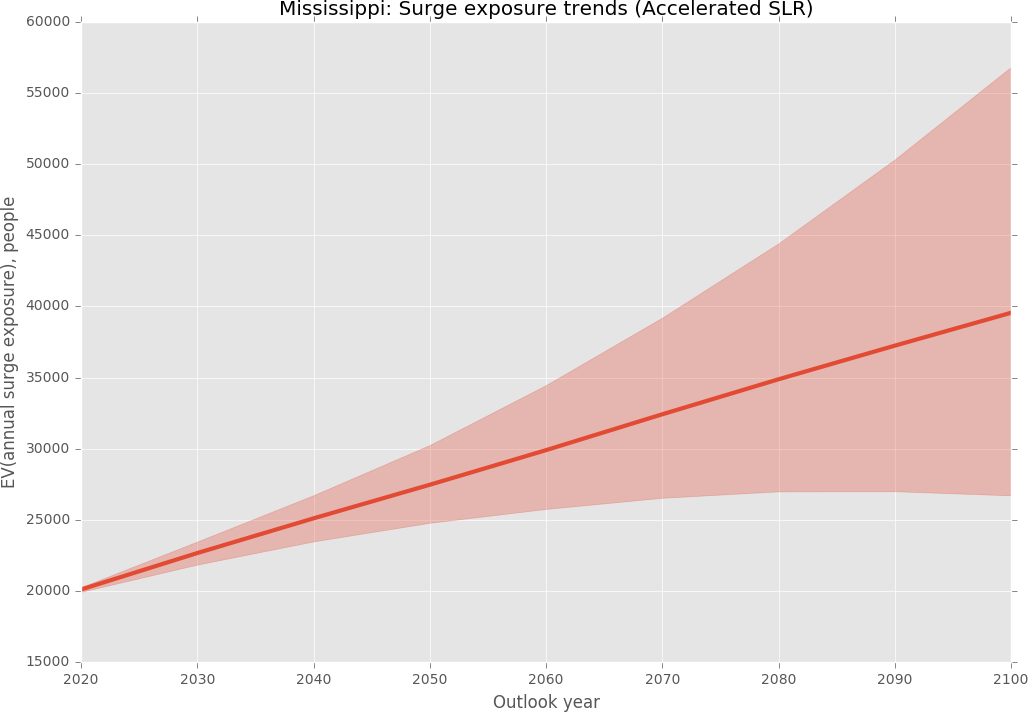 Mississippi: Surge exposure trends (Accelerated SLR)
EV(annual surge exposure), people
60000
55000
50000
45000
40000
35000
30000
25000
20000
15000
2020 2030 2040 2050 2060 2070 2080 2090 2100
Outlook year